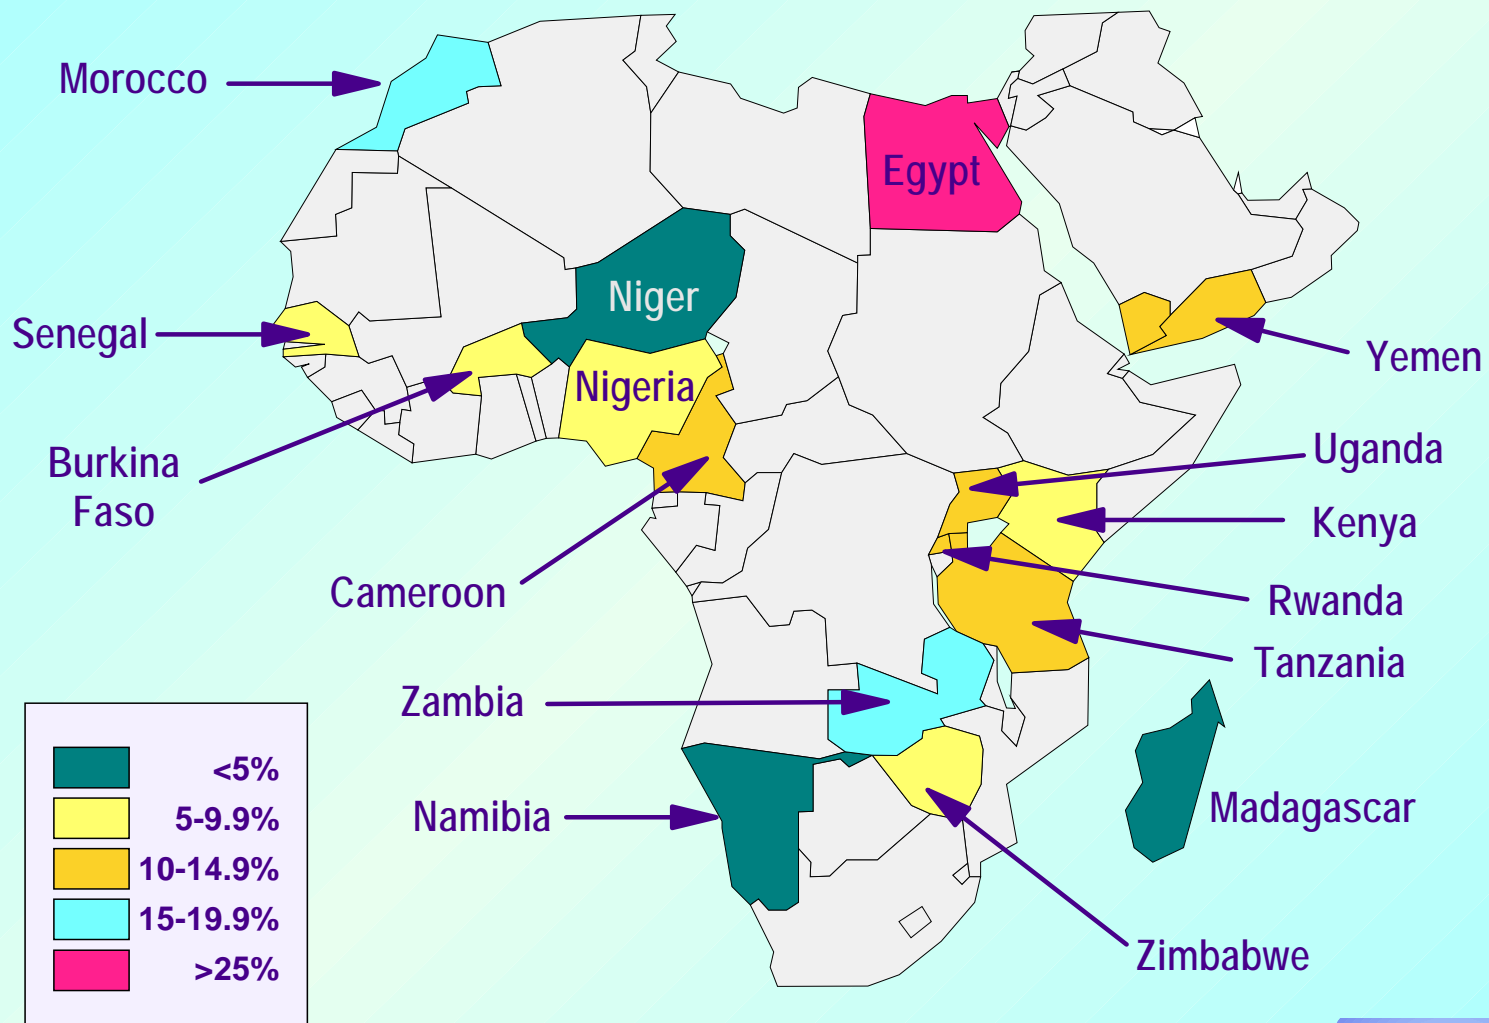 Morocco
Egypt
Niger
Senegal
Yemen
Nigeria
Uganda
Burkina
Faso
Kenya
Cameroon
Rwanda
Tanzania
Zambia
Namibia
Madagascar
Zimbabwe
<5%
5-9.9%
10-14.9%
15-19.9%
>25%